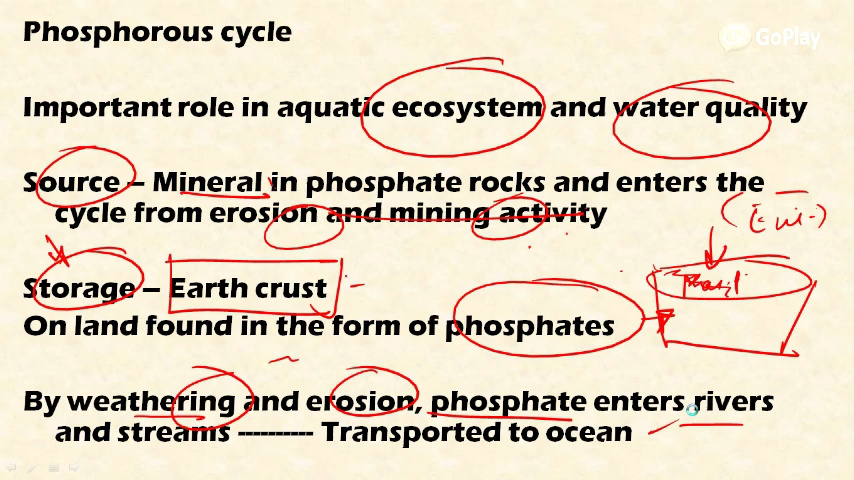 Phosphorous cycle
GoPlay
Important role in aquatic ecosystem and water quality
Source – Mineral in phosphate rocks and enters the
cycle from erosion and mining activity
Storage – Earth crust
On land found in the form of phosphates
By weathering and erosion, phosphate enters rivers
and streams ---------- Transported to ocean